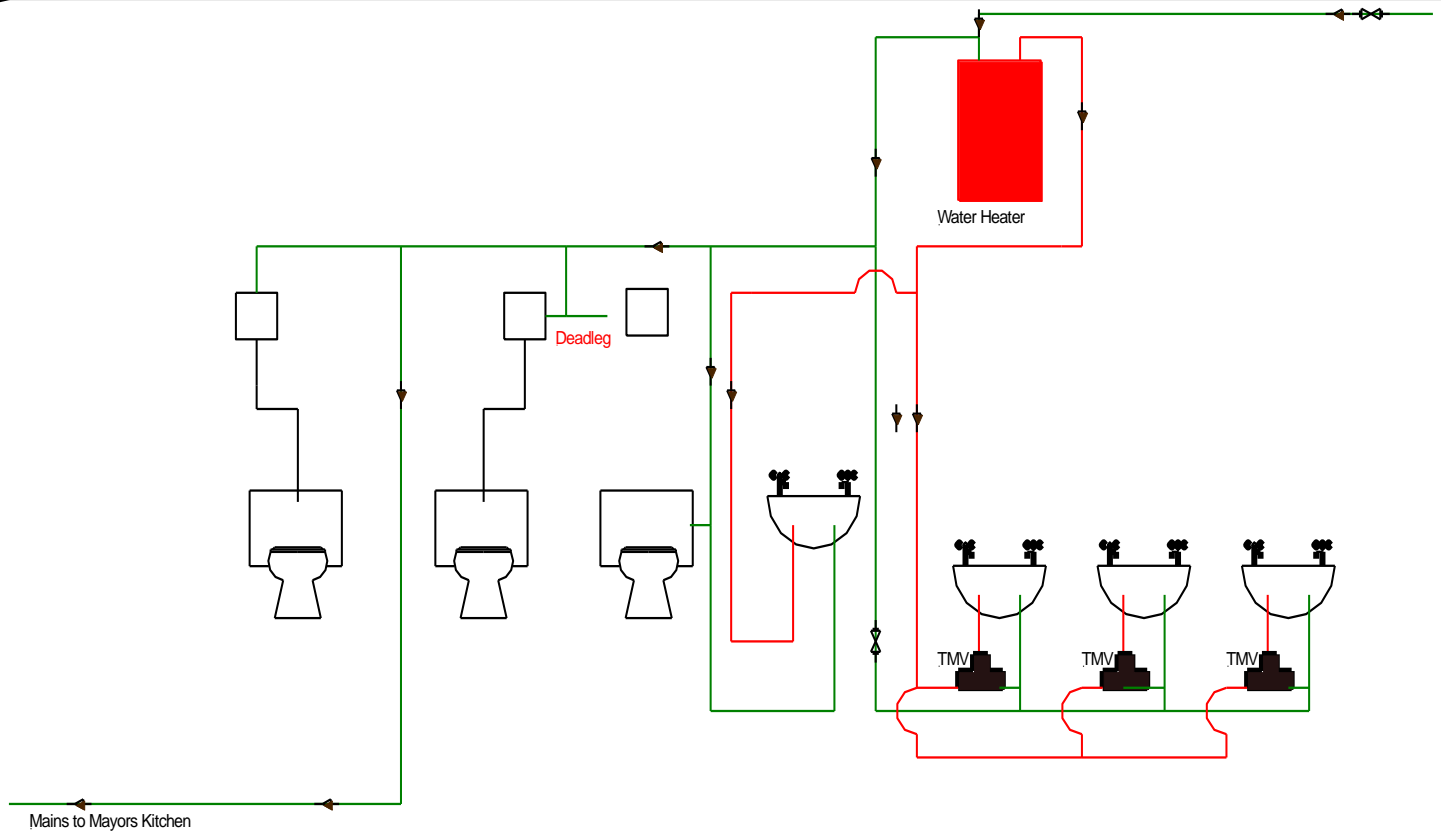 Water Heater
Deadleg
TMV
TMV
TMV
Mains to Mayors Kitchen